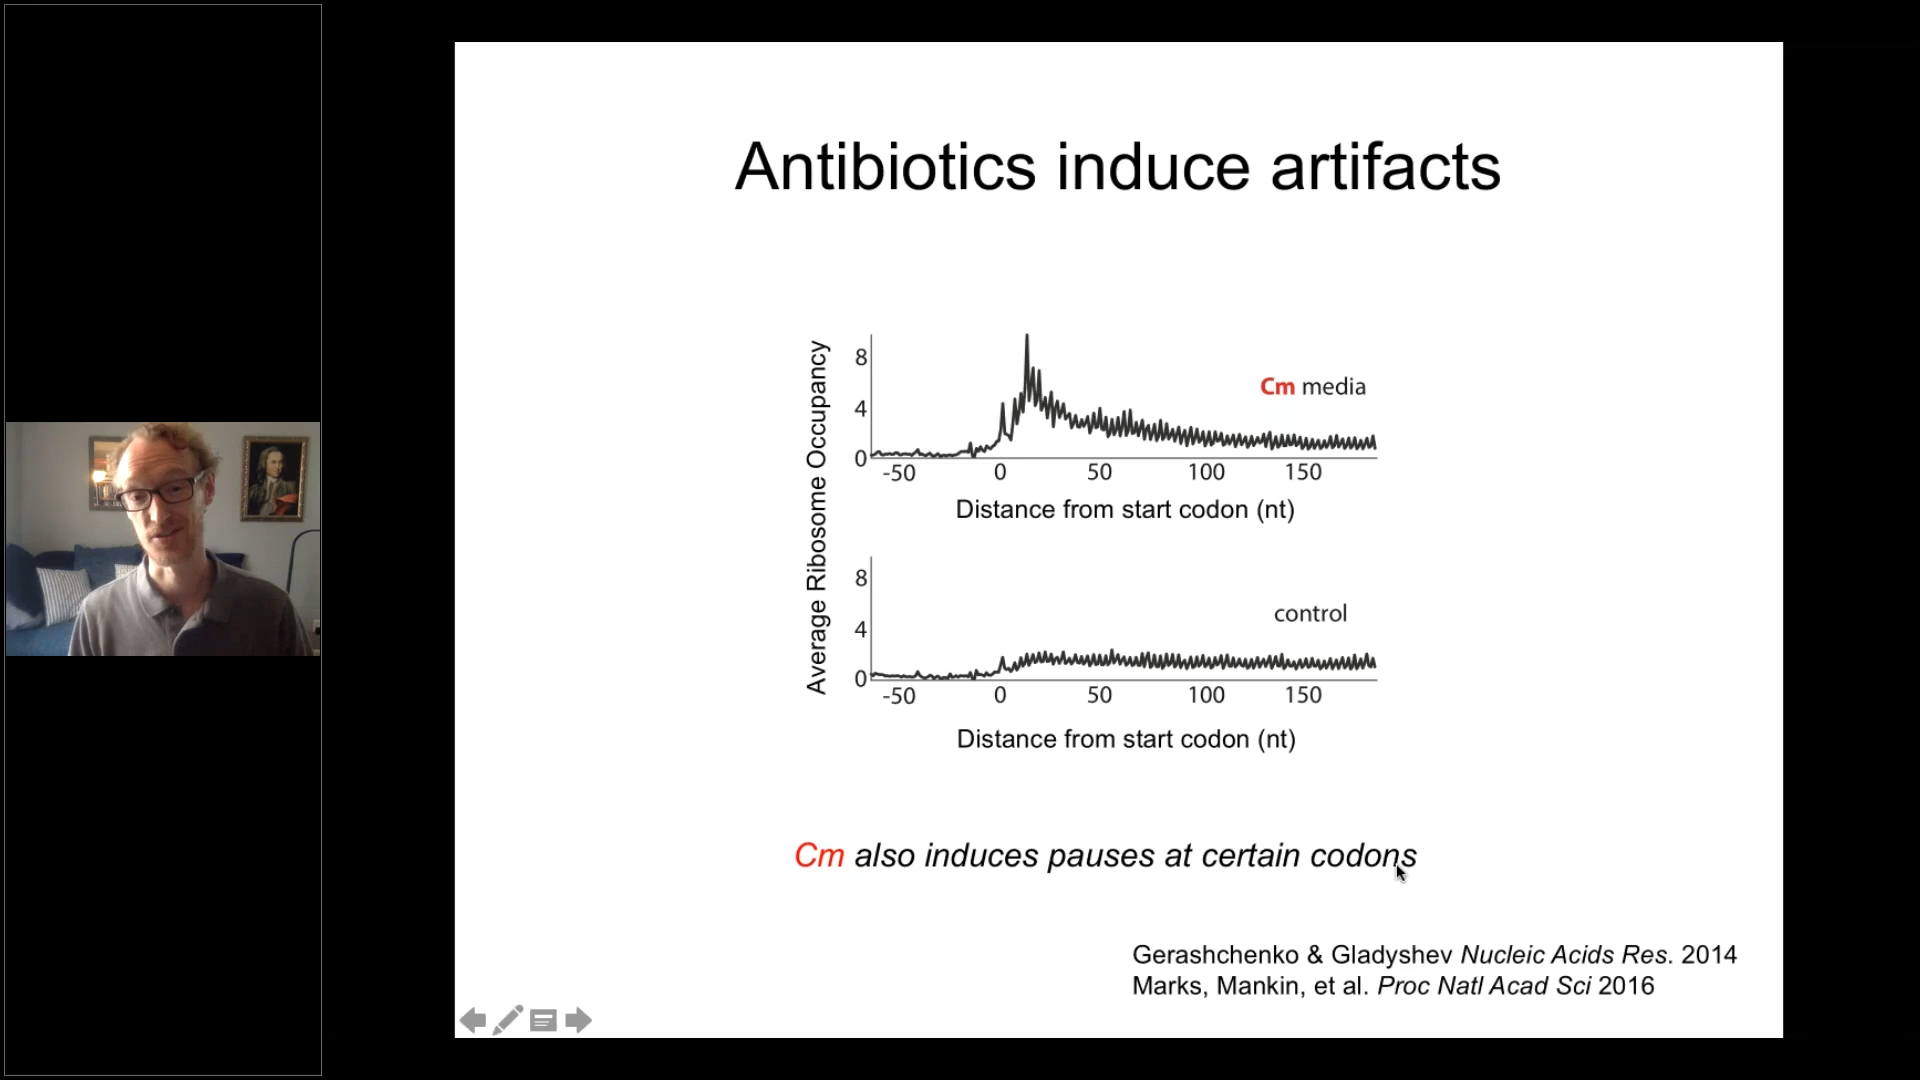 Antibiotics induce artifacts
Average Ribosome Occupancy
8
4
0
Cm media
-50 0 50 100 150
Distance from start codon (nt)
8
4
0
control
-50 0 50 100 150
Distance from start codon (nt)
Cm also induces pauses at certain codons
Gerashchenko & Gladyshev Nucleic Acids Res. 2014
Marks, Mankin, et al. Proc Natl Acad Sci 2016